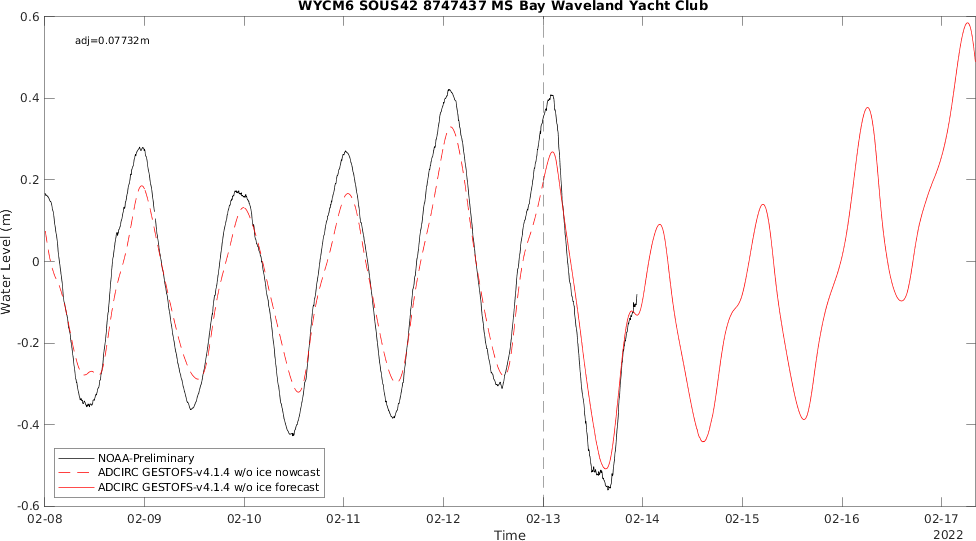 WYCM6 SOUS42 8747437 MS Bay Waveland Yacht Club
adj=0.07732m
0.6
0.4
0.2
0
-0.2
-0.4
-0.6
Water Level (m)
NOAA-Preliminary
ADCIRC GESTOFS-v4.1.4 w/o ice nowcast
ADCIRC GESTOFS-v4.1.4 w/o ice forecast
02-08 02-09 02-10 02-11 02-12 02-13 02-14 02-15 02-16 02-17
Time
2022